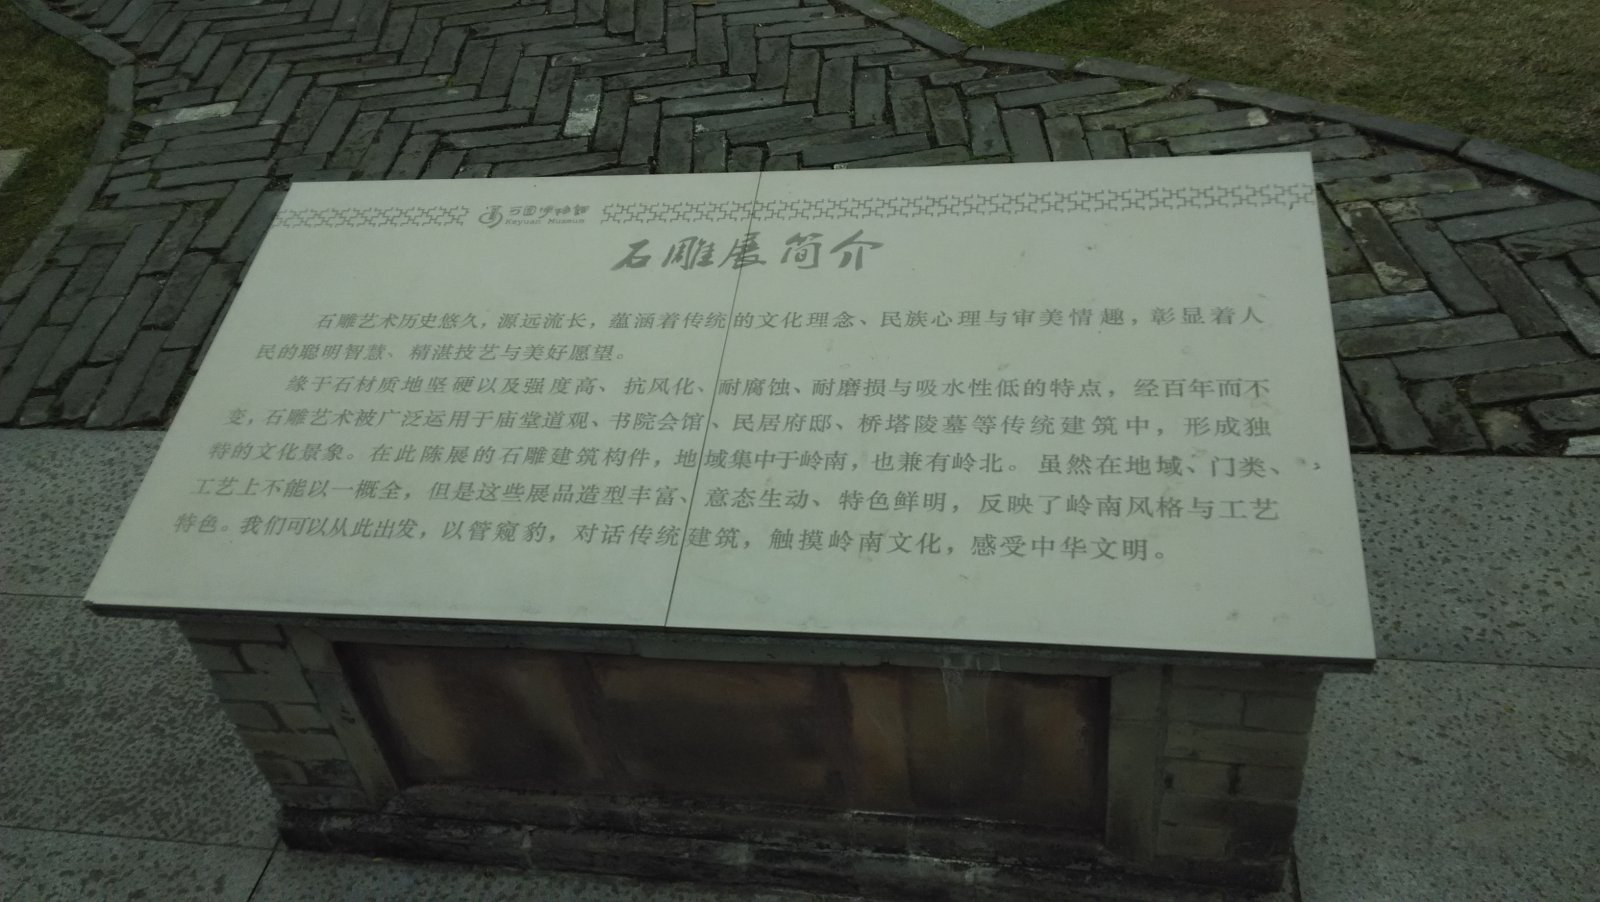 可园博物馆
Keyuan Museum
石雕展简介
石雕艺术历史悠久，源远流长，蕴涵着传统的文化理念、民族心理与审美情趣，彰显着人
民的聪明智慧、精湛技艺与美好愿望。
缘于石材质地坚硬以及强度高、抗风化、耐腐蚀、耐磨损与吸水性低的特点，经百年而不
变，石雕艺术被广泛运用于庙堂道观、书院会馆、民居府邸、桥塔陵墓等传统建筑中，形成独
特的文化景象。在此陈展的石雕建筑构件，地域集中于岭南，也兼有岭北。虽然在地域、门类、
工艺上不能以一概全，但是这些展品造型丰富、意态生动、特色鲜明，反映了岭南风格与工艺
特色。我们可以从此出发，以管窥豹，对话传统建筑，触摸岭南文化，感受中华文明。